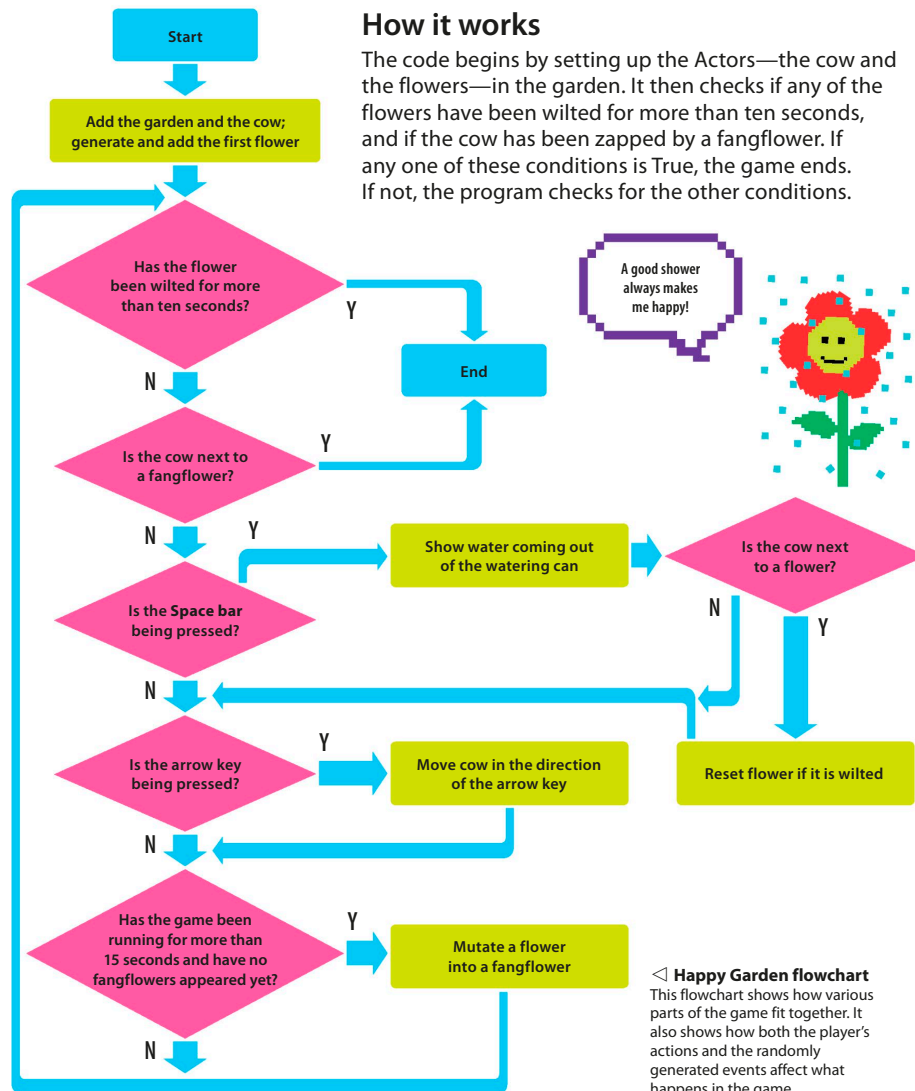 How it works
The code begins by setting up the Actors—the cow and
the flowers—in the garden. It then checks if any of the
flowers have been wilted for more than ten seconds,
and if the cow has been zapped by a fangflower. If
any one of these conditions is True, the game ends.
If not, the program checks for the other conditions.
Start
Add the garden and the cow;
generate and add the first flower
Has the flower
been wilted for more
than ten seconds?
Y
N
End
A good shower
always makes
me happy!
Is the cow next to
a fangflower?
Y
N
Is the Space bar
being pressed?
Y
N
Show water coming out
of the watering can
Is the cow next
to a flower?
N
Y
Reset flower if it is wilted
Is the arrow key
being pressed?
Y
N
Move cow in the direction
of the arrow key
Has the game been
running for more than
15 seconds and have no
fangflowers appeared yet?
Y
N
Mutate a flower
into a fangflower
◁ Happy Garden flowchart
This flowchart shows how various
parts of the game fit together. It
also shows how both the player's
actions and the randomly
generated events affect what
happens in the game.